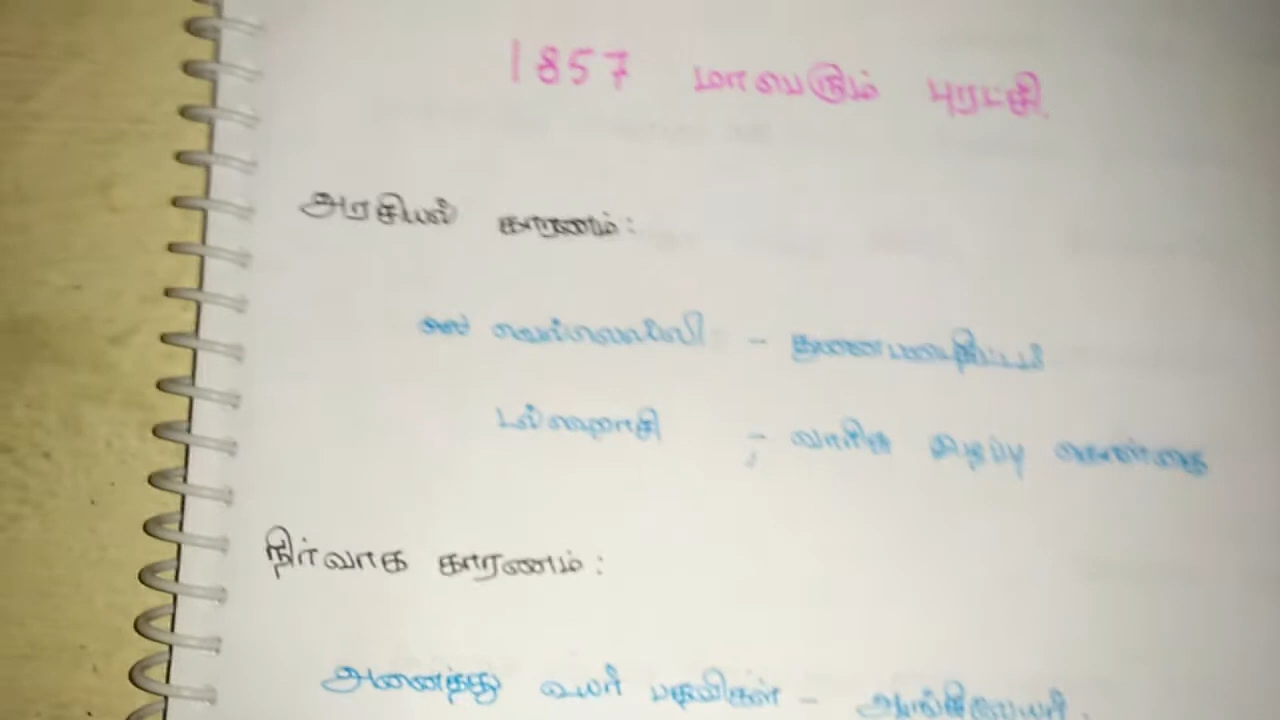 1857 மாபெரும் புரட்சி
அரசியல் காரணம்:
வெல்லெஸ்லி - துணைப்படைத்திட்டம்
டல்ஹௌசி - வாரிசு இழப்பு கொள்கை
நிர்வாக காரணம்:
அனைத்து உயர் பதவிகள் - ஆங்கிலேயர்.